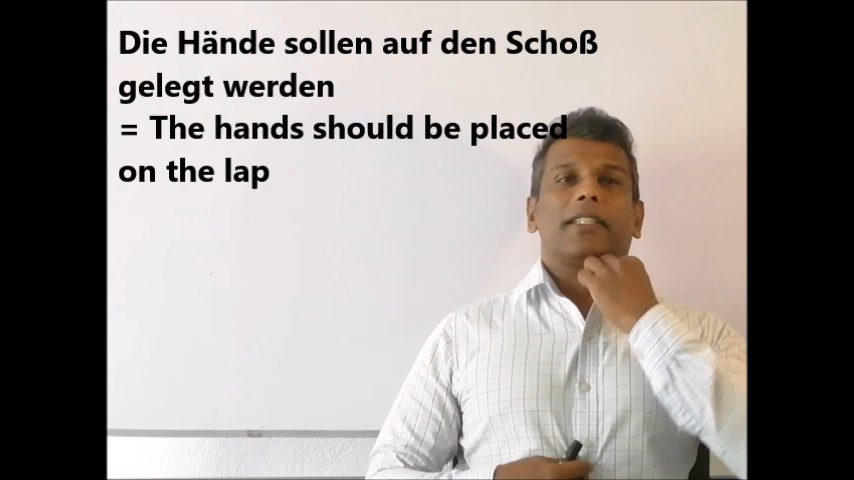 Die Hände sollen auf den Schoß
gelegt werden
= The hands should be placed
on the lap